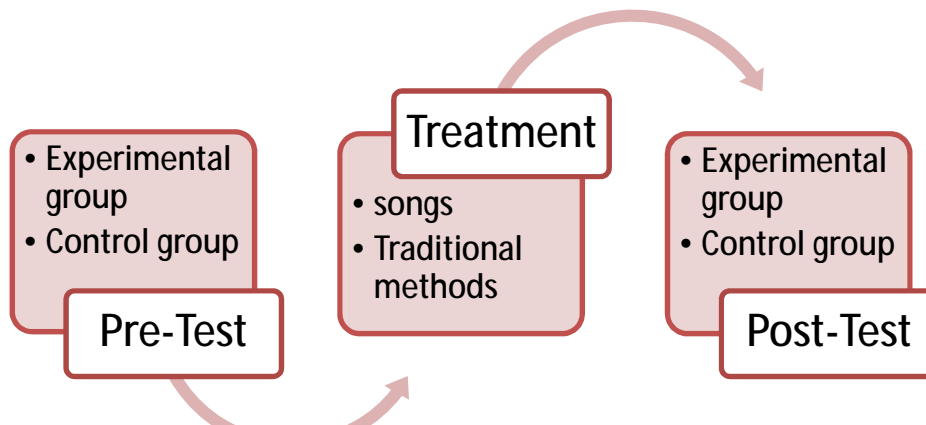 • Experimental
group
• Control group
Pre-Test
Treatment
• songs
• Traditional
methods
• Experimental
group
• Control group
Post-Test